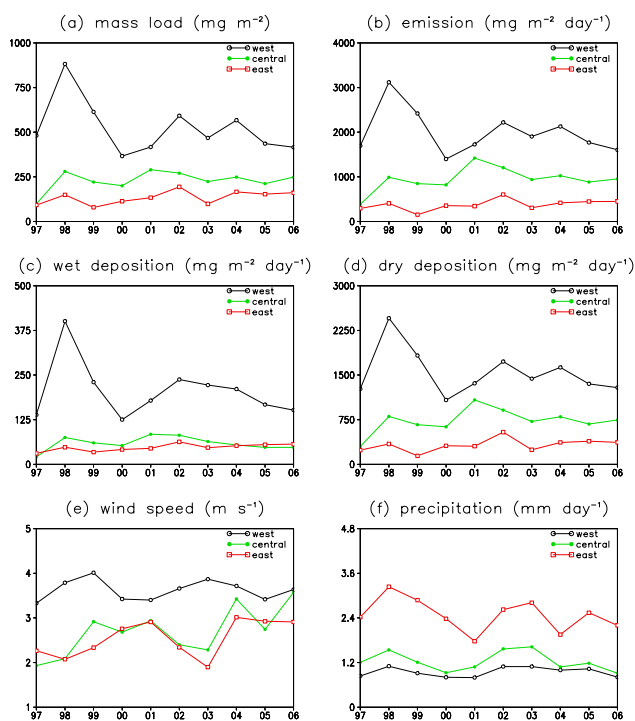 (a) mass load (mg m⁻²)
1000
750
500
250
0
97 98 99 00 01 02 03 04 05 06
west
central
east
(b) emission (mg m⁻² day⁻¹)
4000
3000
2000
1000
0
97 98 99 00 01 02 03 04 05 06
west
central
east
(c) wet deposition (mg m⁻² day⁻¹)
500
375
250
125
0
97 98 99 00 01 02 03 04 05 06
west
central
east
(d) dry deposition (mg m⁻² day⁻¹)
3000
2250
1500
750
0
97 98 99 00 01 02 03 04 05 06
west
central
east
(e) wind speed (m s⁻¹)
5
4
3
2
1
97 98 99 00 01 02 03 04 05 06
west
central
east
(f) precipitation (mm day⁻¹)
4.8
3.6
2.4
1.2
0
97 98 99 00 01 02 03 04 05 06
west
central
east